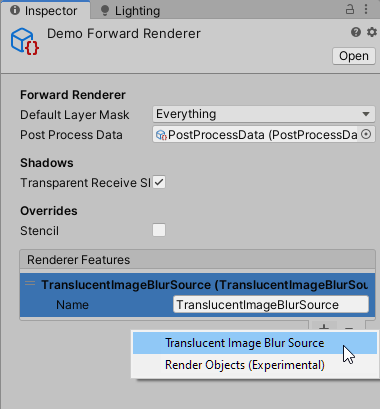 Inspector
Lighting
Demo Forward Renderer
Open
Forward Renderer
Default Layer Mask
Everything
Post Process Data
PostProcessData (PostProcessDa
Shadows
Transparent Receive Sl
Overrides
Stencil
Renderer Features
TranslucentImageBlurSource (TranslucentImageBlurSou
Name
TranslucentImageBlurSource
Translucent Image Blur Source
Render Objects (Experimental)